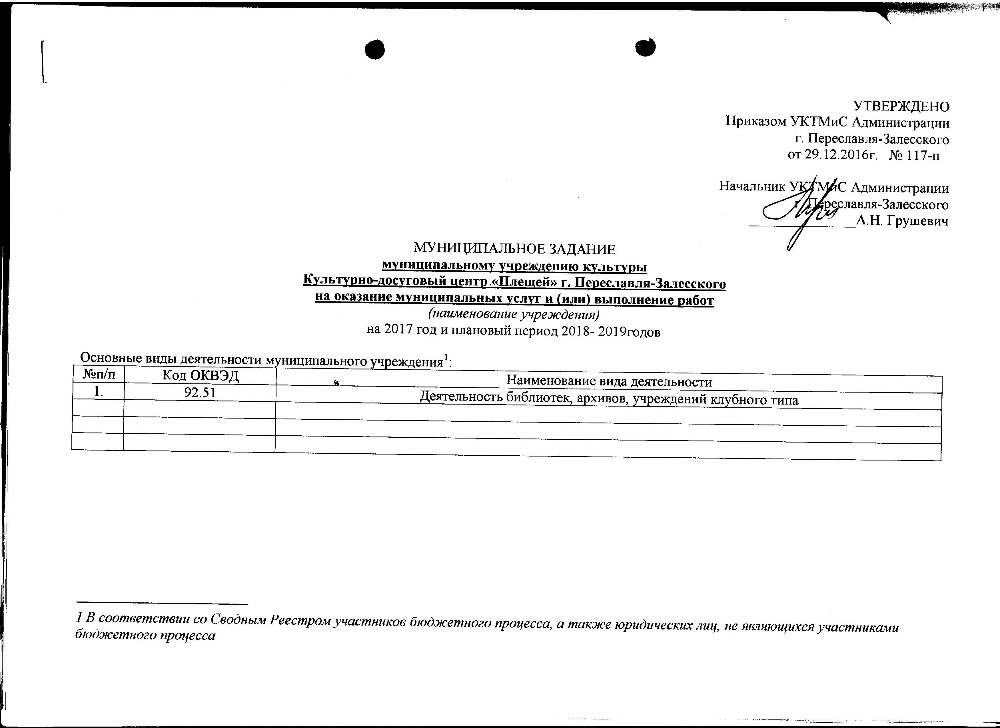 УТВЕРЖДЕНО
Приказом УКТМиС Администрации
г. Переславля-Залесского
от 29.12.2016г. № 117-п
Начальник УКТМиС Администрации
г. Переславля-Залесского
А.Н. Грушевич
МУНИЦИПАЛЬНОЕ ЗАДАНИЕ
муниципальному учреждению культуры
Культурно-досуговый центр «Плещей» г. Переславля-Залесского
на оказание муниципальных услуг и (или) выполнение работ
(наименование учреждения)
на 2017 год и плановый период 2018- 2019годов
Основные виды деятельности муниципального учреждения¹:
№п/п Код ОКВЭД Наименование вида деятельности
1. 92.51 Деятельность библиотек, архивов, учреждений клубного типа
1 В соответствии со Сводным Реестром участников бюджетного процесса, а также юридических лиц, не являющихся участниками
бюджетного процесса